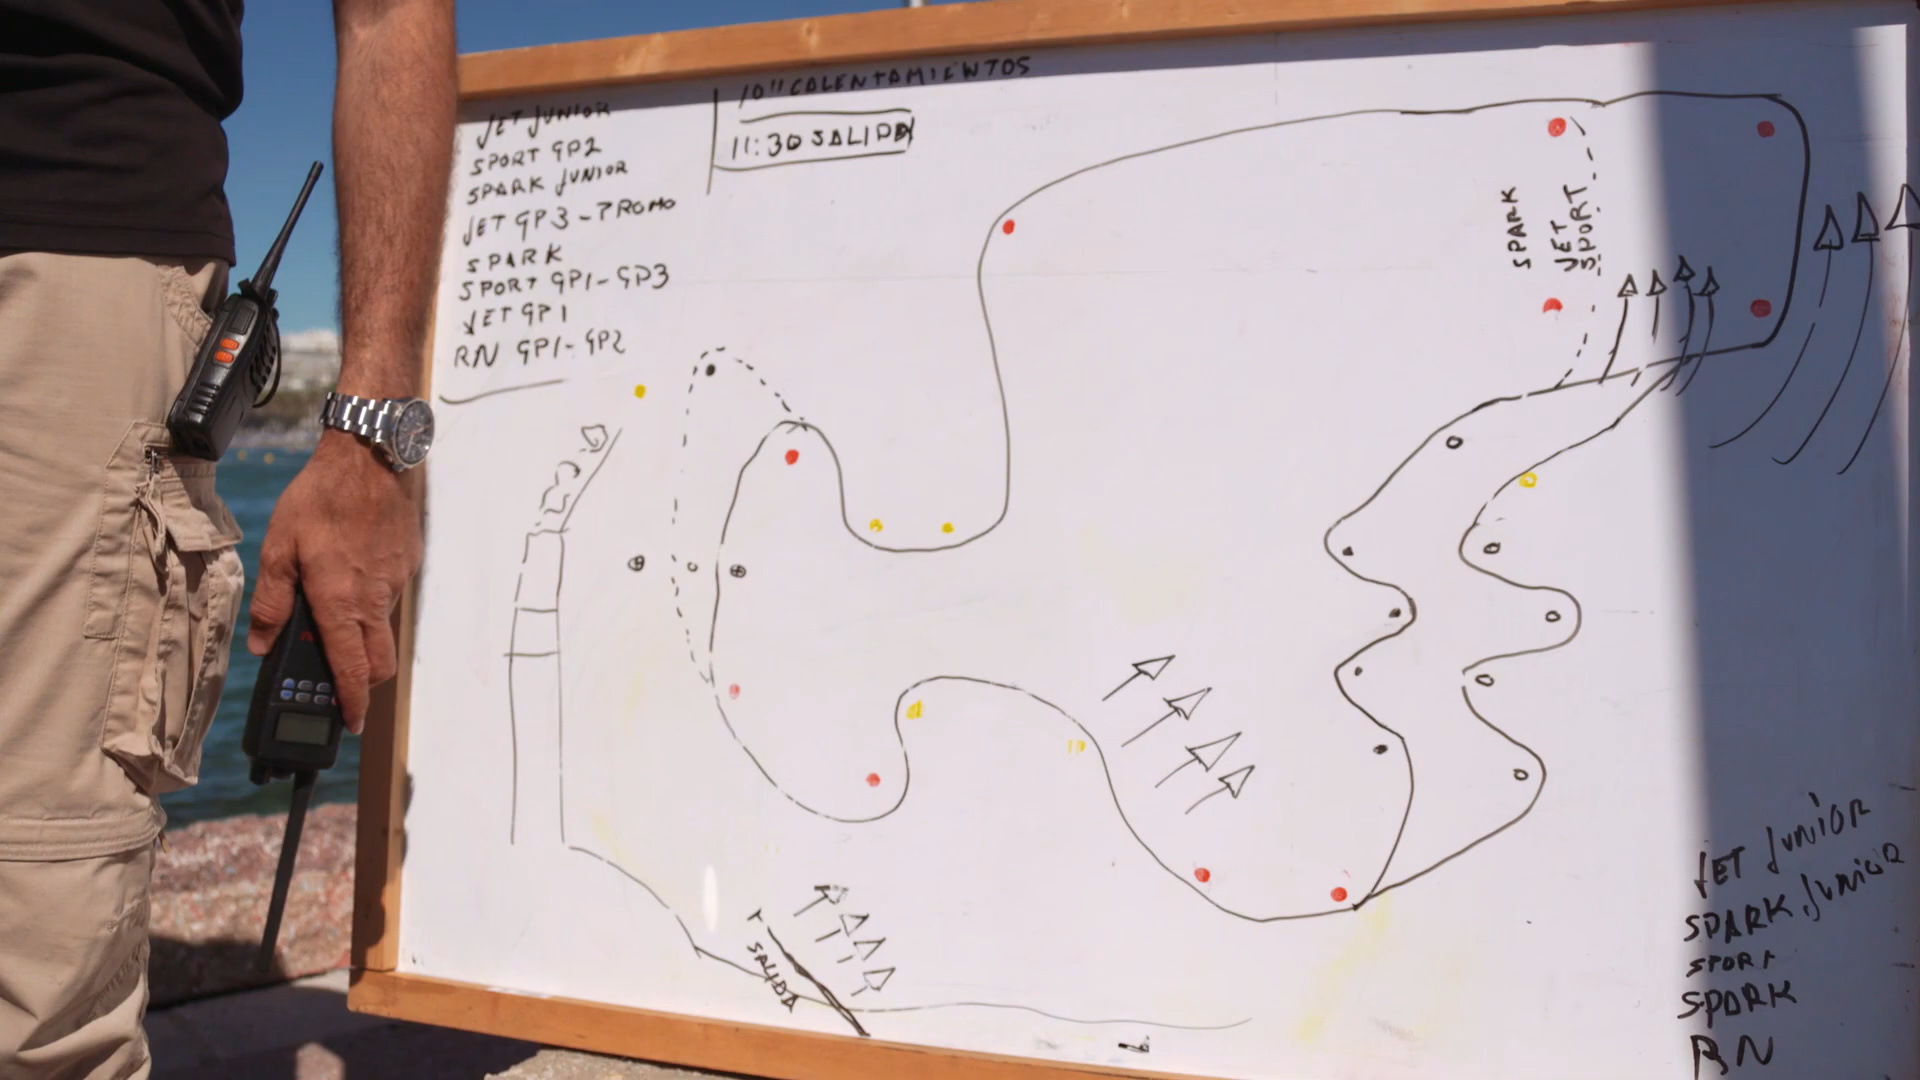 JET JUNIOR
SPORT GP2
SPARK JUNIOR
JET GP3-PROMO
SPARK
SPORT GP1-GP3
JET GP1
RN GP1-GP2
10'' CALENTAMIENTOS
11:30 SALIDA
SPARK
JET
SPORT
SALIDA
JET JUNIOR
SPARK JUNIOR
SPORT
SPARK
RN